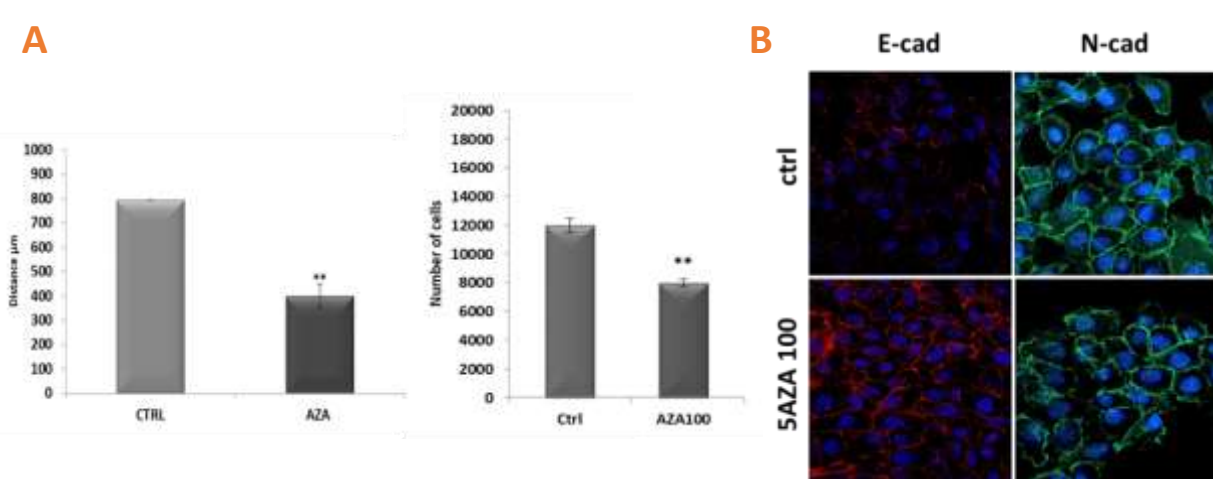 A
1000
900
800
700
600
500
400
300
200
100
0
Distance µm
**
CTRL
AZA
20000
18000
16000
14000
12000
10000
8000
6000
4000
2000
0
Number of cells
**
Ctrl
AZA100
B
E-cad
N-cad
ctrl
5AZA 100